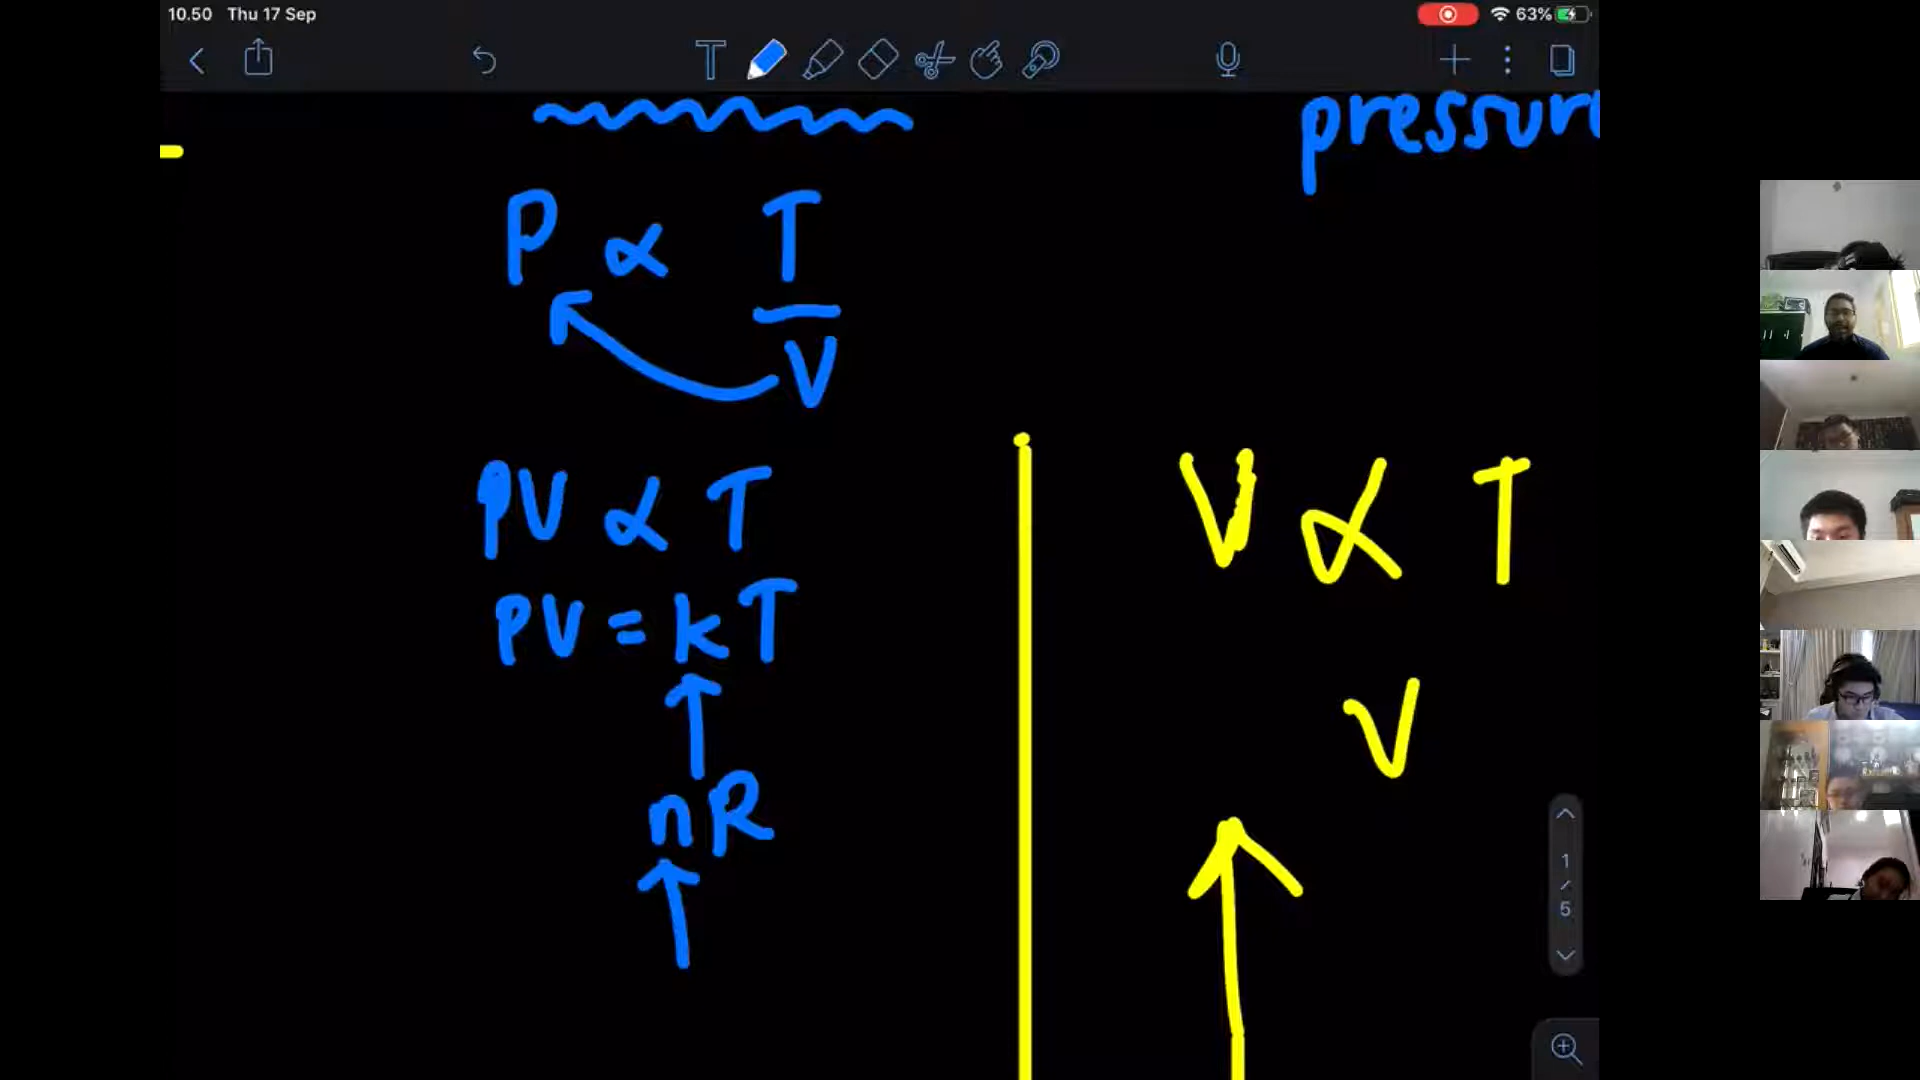 10.50 Thu 17 Sep
63%
T
pressur
P ∝ T
V
PV ∝ T
PV = kT
nR
V ∝ T
V
1
/
5